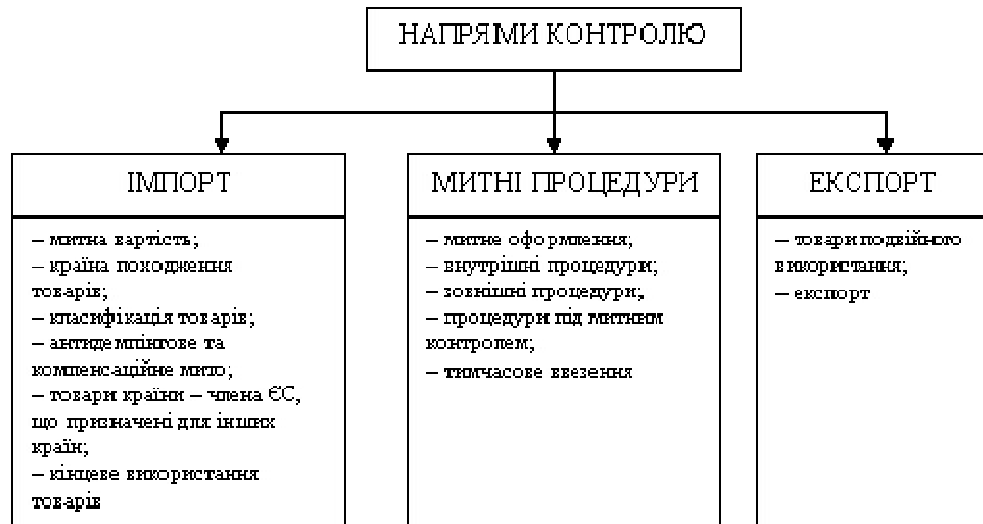 НАПРЯМИ КОНТРОЛЮ
ІМПОРТ
– митна вартість;
– країна походження
товарів;
– класифікація товарів;
– антидемпінгове та
компенсаційне мито;
– товари країни – члена ЄС,
що призначені для інших
країн;
– кінцеве використання
товарів
МИТНІ ПРОЦЕДУРИ
– митне оформлення;
– внутрішні процедури;
– зовнішні процедури;
– процедури під митним
контролем;
– тимчасове ввезення
ЕКСПОРТ
– товари подвійного
використання;
– експорт